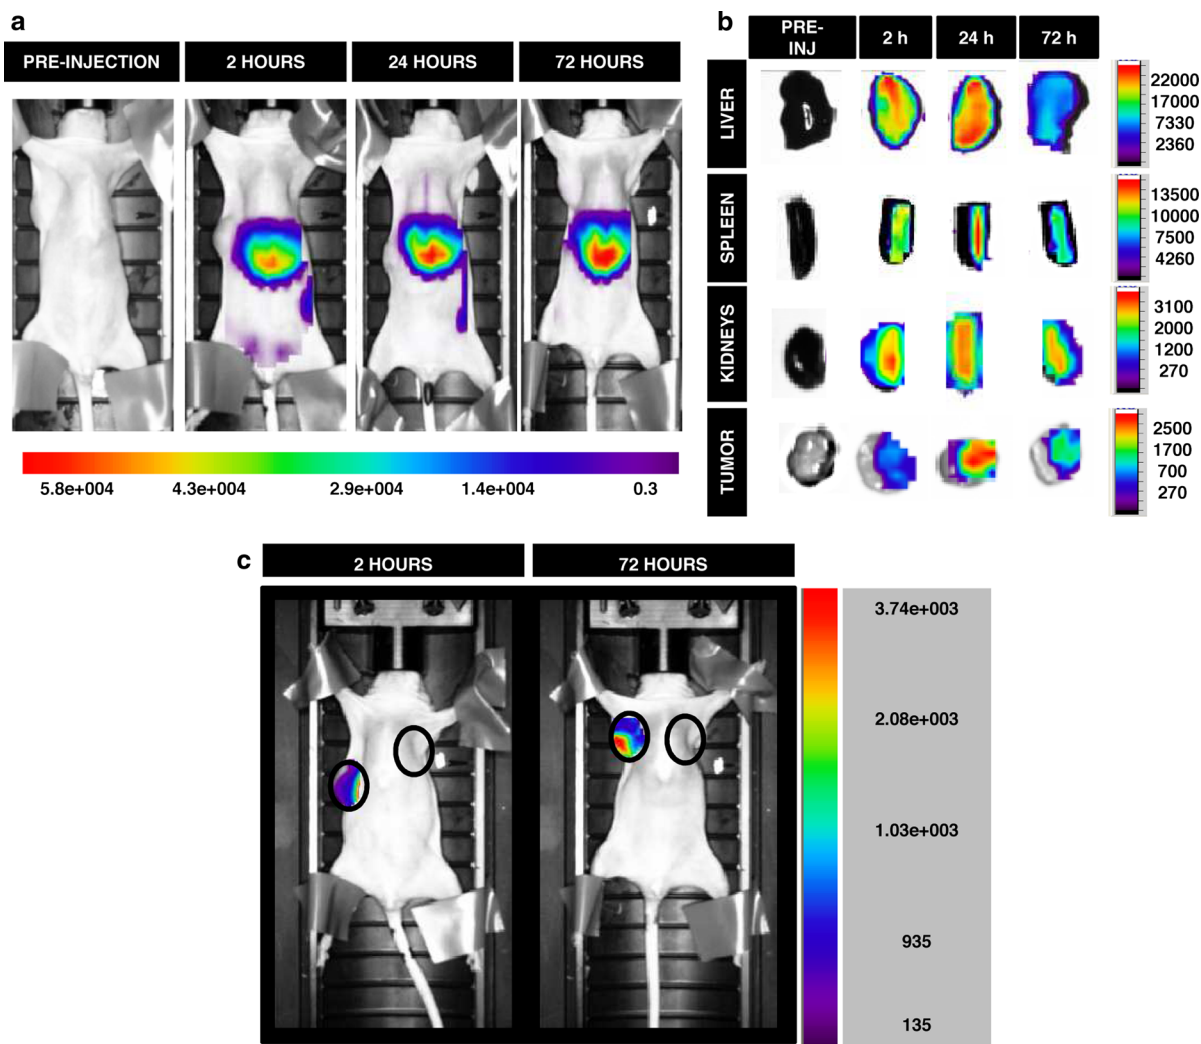 a
PRE-INJECTION
2 HOURS
24 HOURS
72 HOURS
5.8e+004
4.3e+004
2.9e+004
1.4e+004
0.3
b
PRE-
INJ
2 h
24 h
72 h
LIVER
22000
17000
7330
2360
SPLEEN
13500
10000
7500
4260
KIDNEYS
3100
2000
1200
270
TUMOR
2500
1700
700
270
c
2 HOURS
72 HOURS
3.74e+003
2.08e+003
1.03e+003
935
135